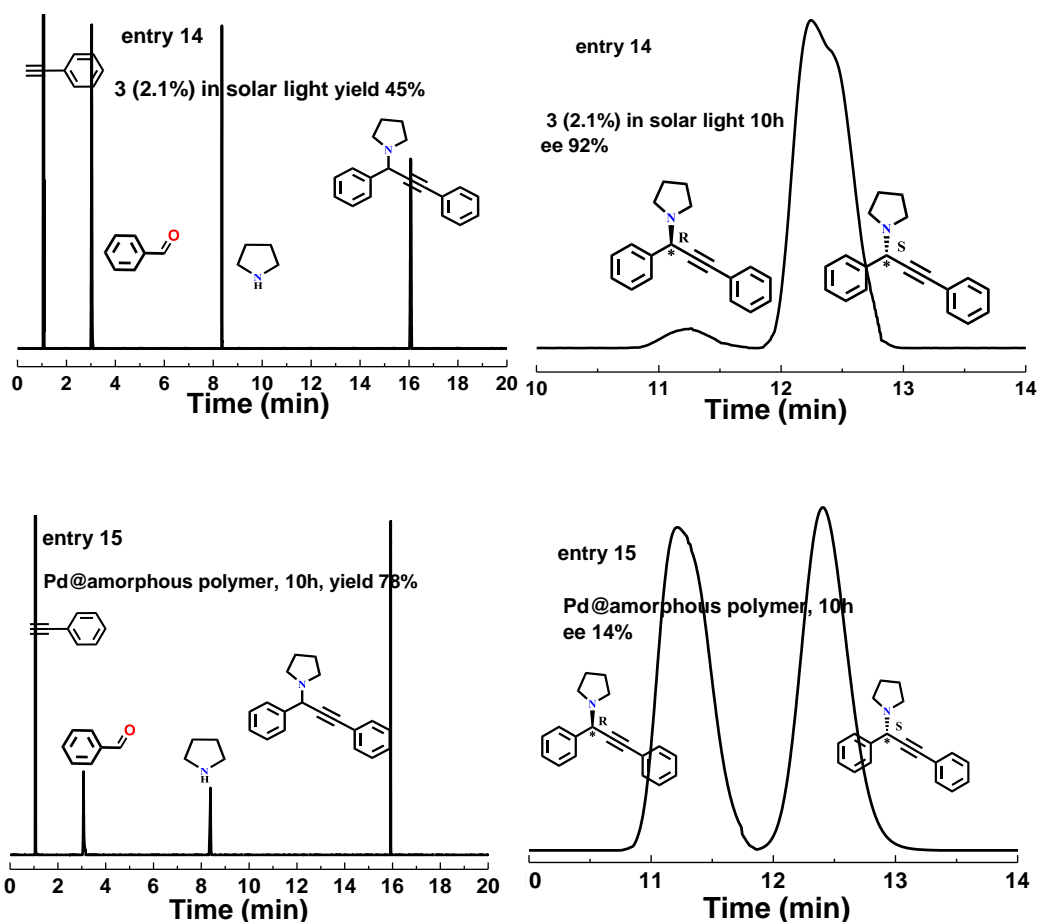 entry 14
3 (2.1%) in solar light yield 45%
N
O
N
H
0 2 4 6 8 10 12 14 16 18 20
Time (min)
entry 14
3 (2.1%) in solar light 10h
ee 92%
N
R
*
N
S
*
10 11 12 13 14
Time (min)
entry 15
Pd@amorphous polymer, 10h, yield 78%
N
O
N
H
0 2 4 6 8 10 12 14 16 18 20
Time (min)
entry 15
Pd@amorphous polymer, 10h
ee 14%
N
R
*
N
S
*
0 11 12 13 14
Time (min)